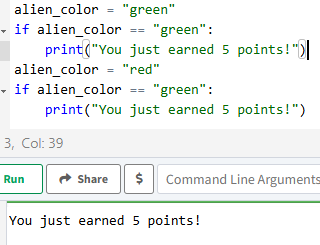 alien_color = "green"
if alien_color == "green":
    print("You just earned 5 points!")
alien_color = "red"
if alien_color == "green":
    print("You just earned 5 points!")
3, Col: 39
Run Share $ Command Line Arguments
You just earned 5 points!